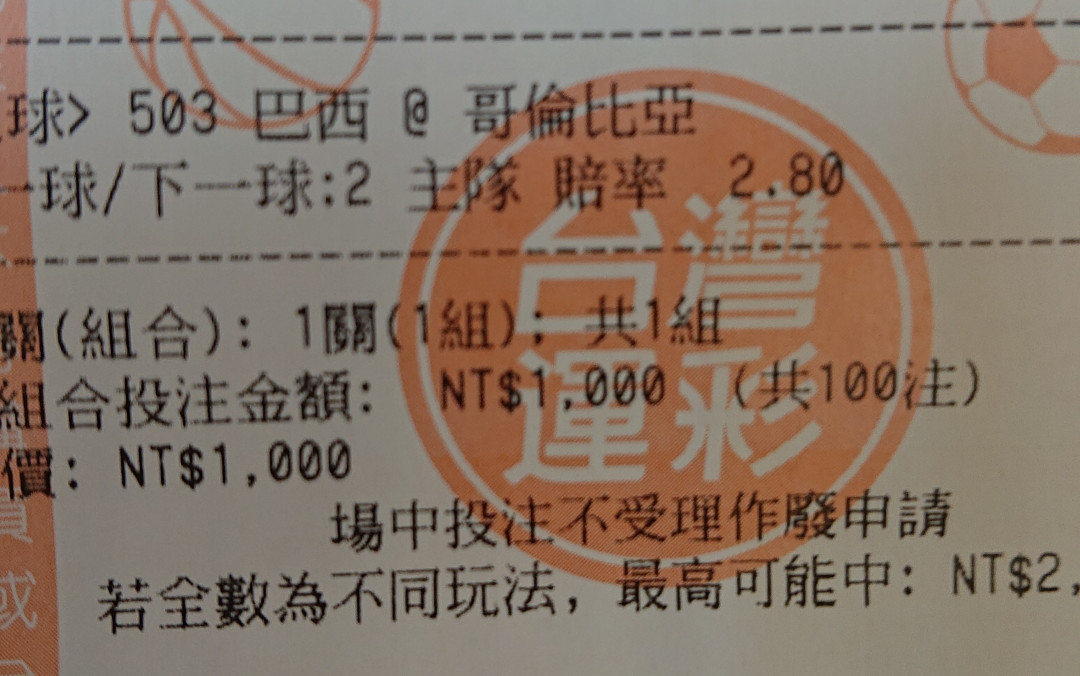 球> 503 巴西 @ 哥倫比亞
一球/下一球:2 主隊 賠率 2.80
關(組合): 1關(1組); 共1組
組合投注金額: NT$1,000 (共100注)
價: NT$1,000
場中投注不受理作廢申請
若全數為不同玩法, 最高可能中: NT$2,
台灣
運彩
或